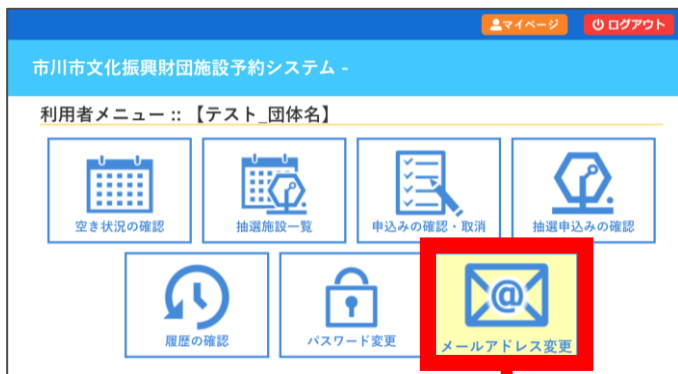 マイページ ログアウト
市川市文化振興財団施設予約システム -
利用者メニュー :: 【テスト_団体名】
空き状況の確認 抽選施設一覧 申込みの確認・取消 抽選申込みの確認
@
履歴の確認 パスワード変更 メールアドレス変更